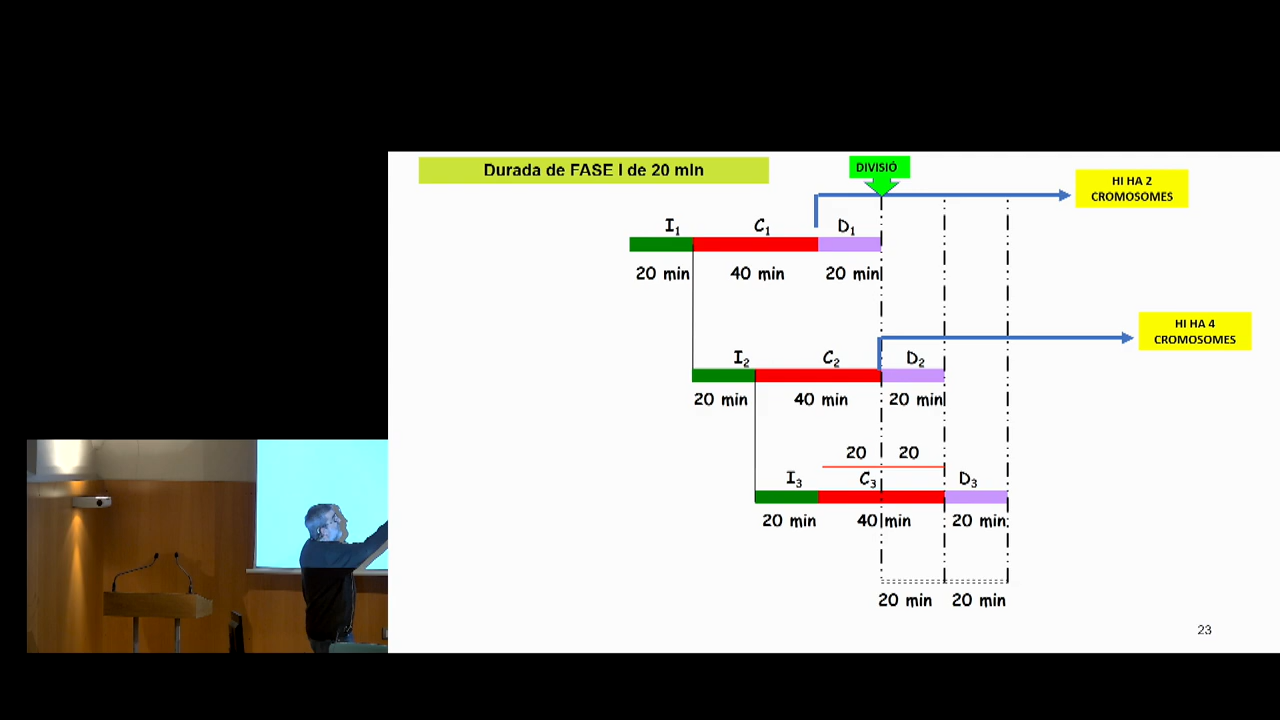 Durada de FASE I de 20 mIn
DIVISIÓ
HI HA 2
CROMOSOMES
I₁ C₁ D₁
20 min 40 min 20 min
HI HA 4
CROMOSOMES
I₂ C₂ D₂
20 min 40 min 20 min
20 20
I₃ C₃ D₃
20 min 40 min 20 min
20 min 20 min
23